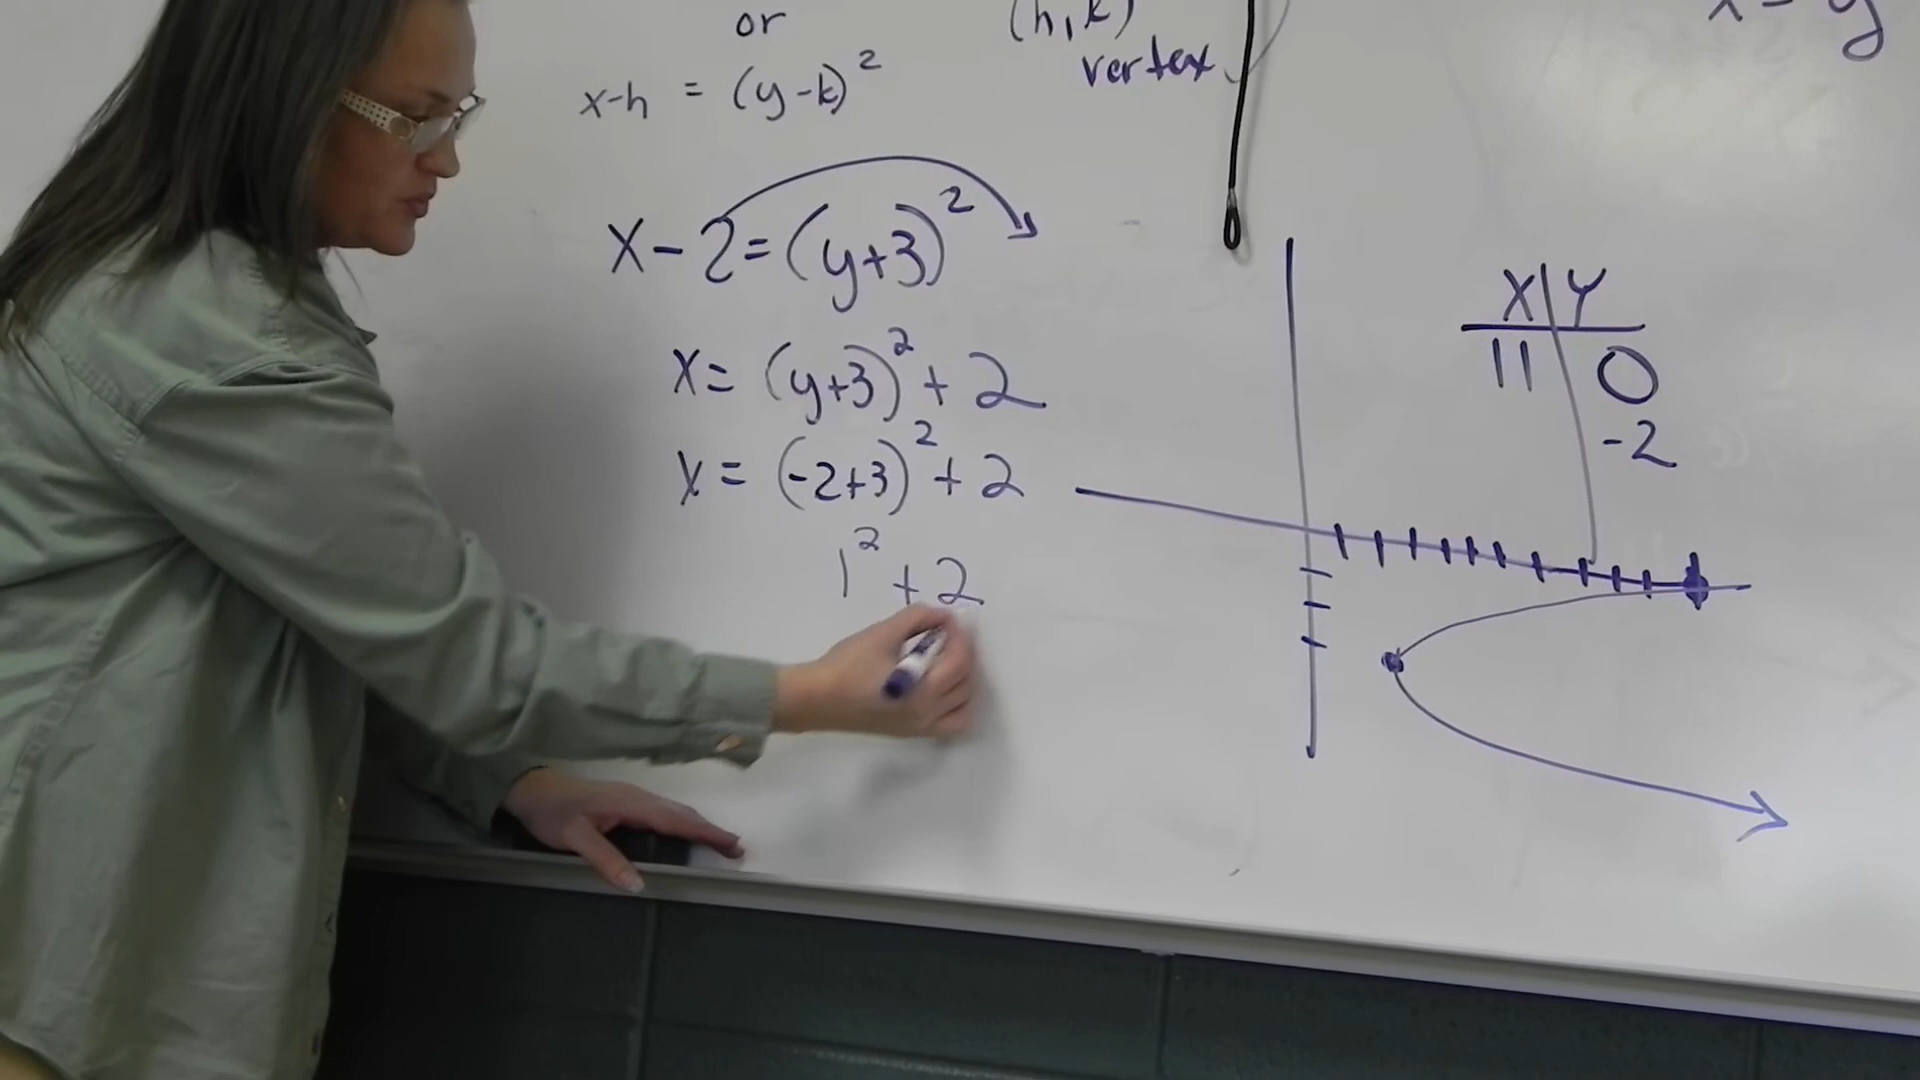 or
x-h = (y-k)²
(h,k)
vertex
x-2=(y+3)²
x=(y+3)²+2
x=(-2+3)²+2
1²+2
X Y
11 0
-2